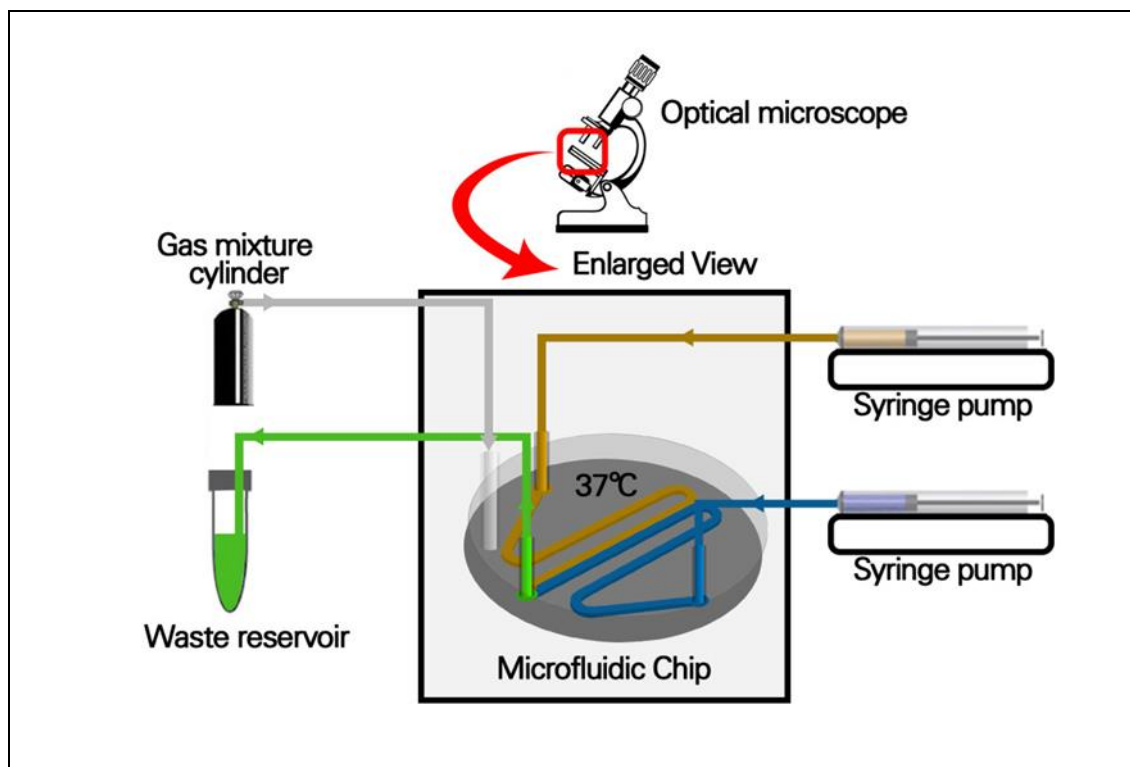 Optical microscope
Gas mixture
cylinder
Enlarged View
Syringe pump
37°C
Syringe pump
Waste reservoir
Microfluidic Chip